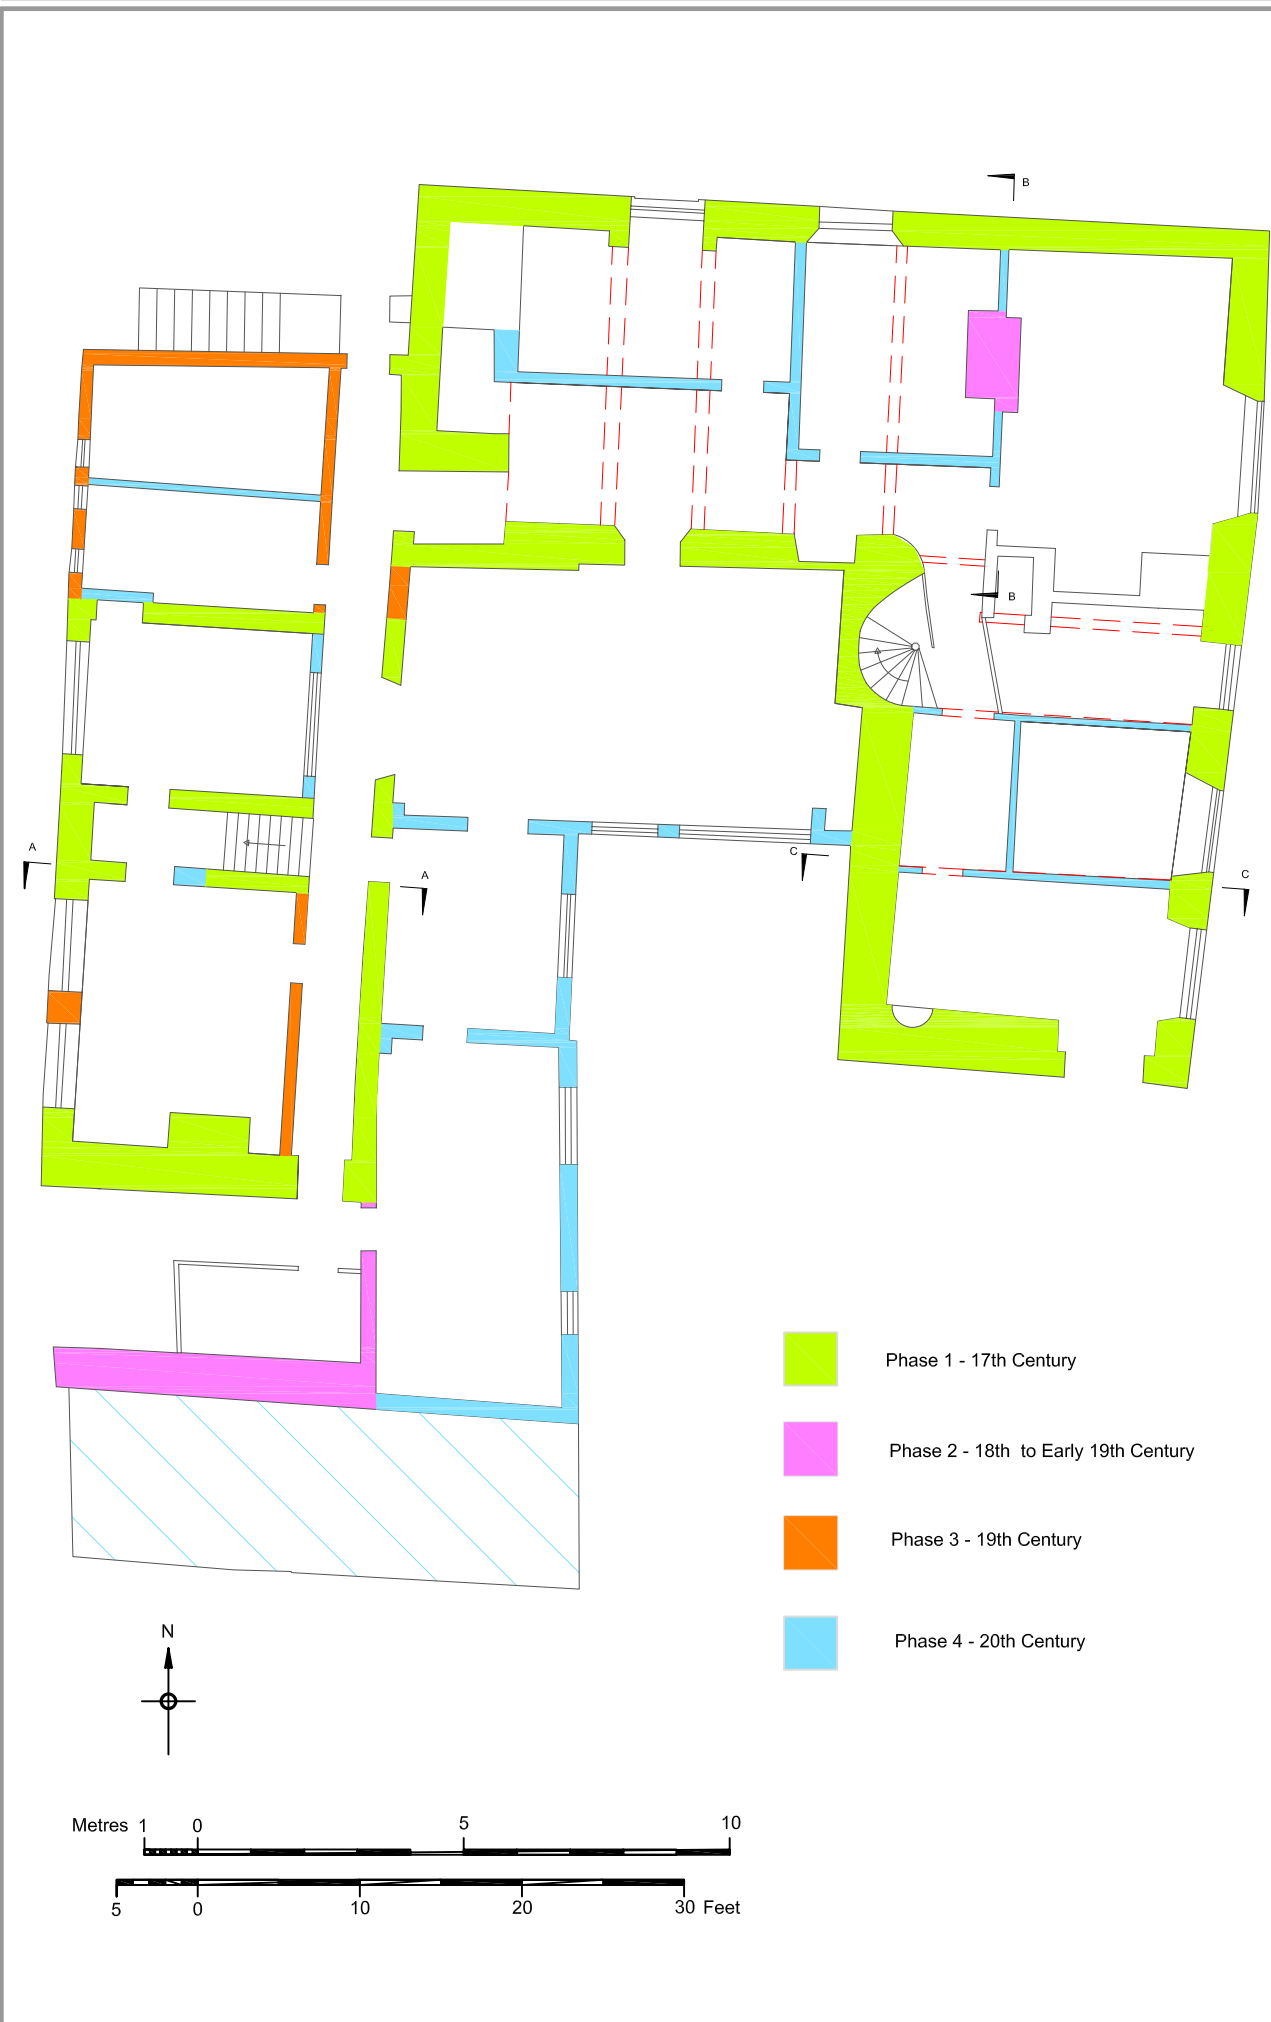 B
A
A
B
C
C
Phase 1 - 17th Century
Phase 2 - 18th to Early 19th Century
Phase 3 - 19th Century
Phase 4 - 20th Century
N
Metres 1 0 5 10
5 0 10 20 30 Feet